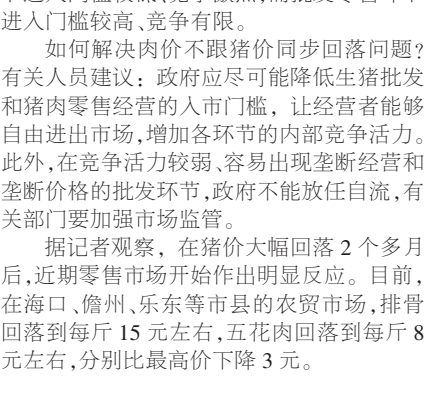 进入门槛较高、竞争有限。
如何解决肉价不跟猪价同步回落问题?
有关人员建议：政府应尽可能降低生猪批发
和猪肉零售经营的入市门槛，让经营者能够
自由进出市场,增加各环节的内部竞争活力。
此外,在竞争活力较弱、容易出现垄断经营和
垄断价格的批发环节,政府不能放任自流,有
关部门要加强市场监管。
据记者观察，在猪价大幅回落 2 个多月
后,近期零售市场开始作出明显反应。目前,
在海口、儋州、乐东等市县的农贸市场,排骨
回落到每斤 15 元左右,五花肉回落到每斤 8
元左右,分别比最高价下降 3 元。